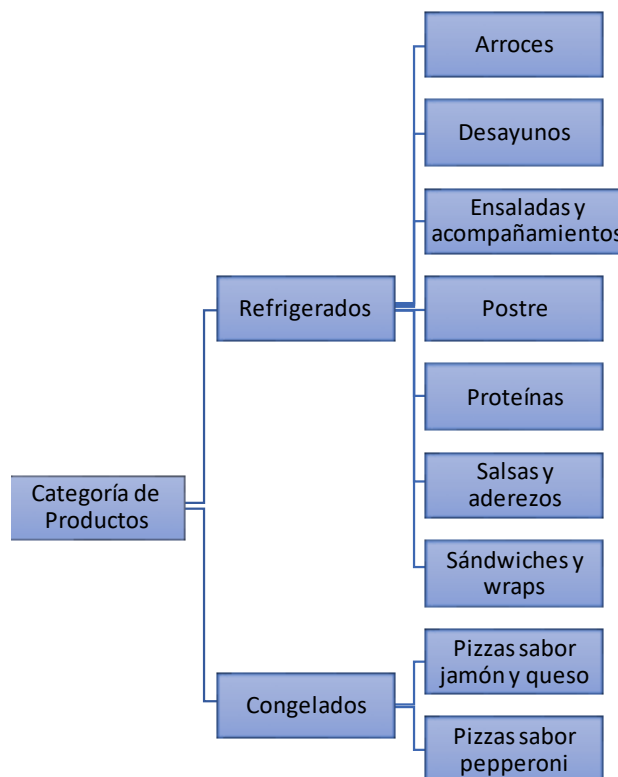 Arroces
Desayunos
Ensaladas y
acompañamientos
Refrigerados
Postre
Proteínas
Categoría de
Productos
Salsas y
aderezos
Sándwiches y
wraps
Pizzas sabor
jamón y queso
Congelados
Pizzas sabor
pepperoni